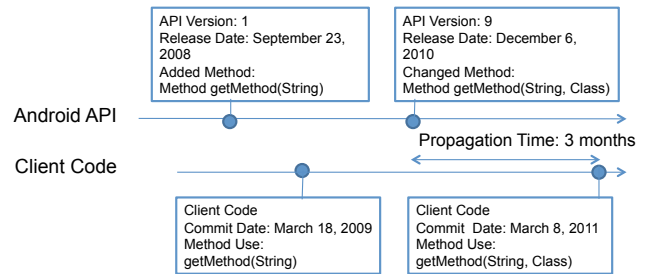 API Version: 1
Release Date: September 23,
2008
Added Method:
Method getMethod(String)
API Version: 9
Release Date: December 6,
2010
Changed Method:
Method getMethod(String, Class)
Android API
Propagation Time: 3 months
Client Code
Client Code
Commit Date: March 18, 2009
Method Use:
getMethod(String)
Client Code
Commit  Date: March 8, 2011
Method Use:
getMethod(String, Class)